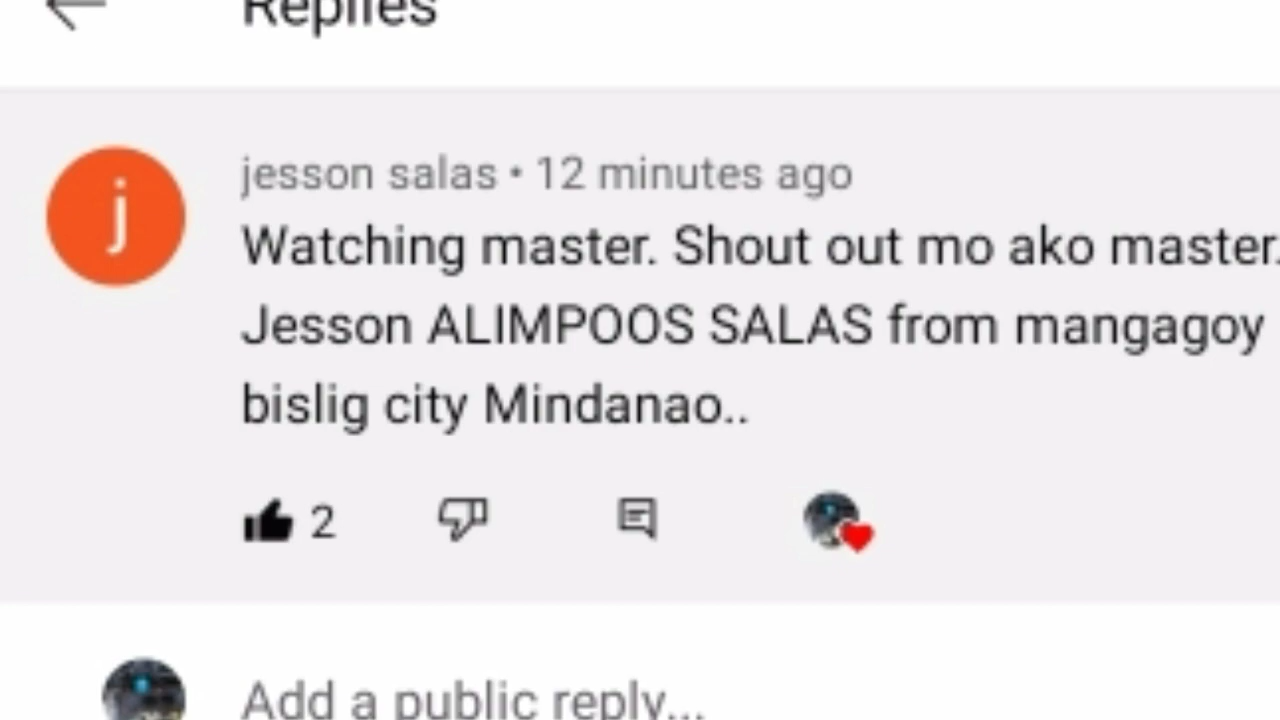 Replies
j
jesson salas • 12 minutes ago
Watching master. Shout out mo ako master.
Jesson ALIMPOOS SALAS from mangagoy
bislig city Mindanao..
2
Add a public reply...